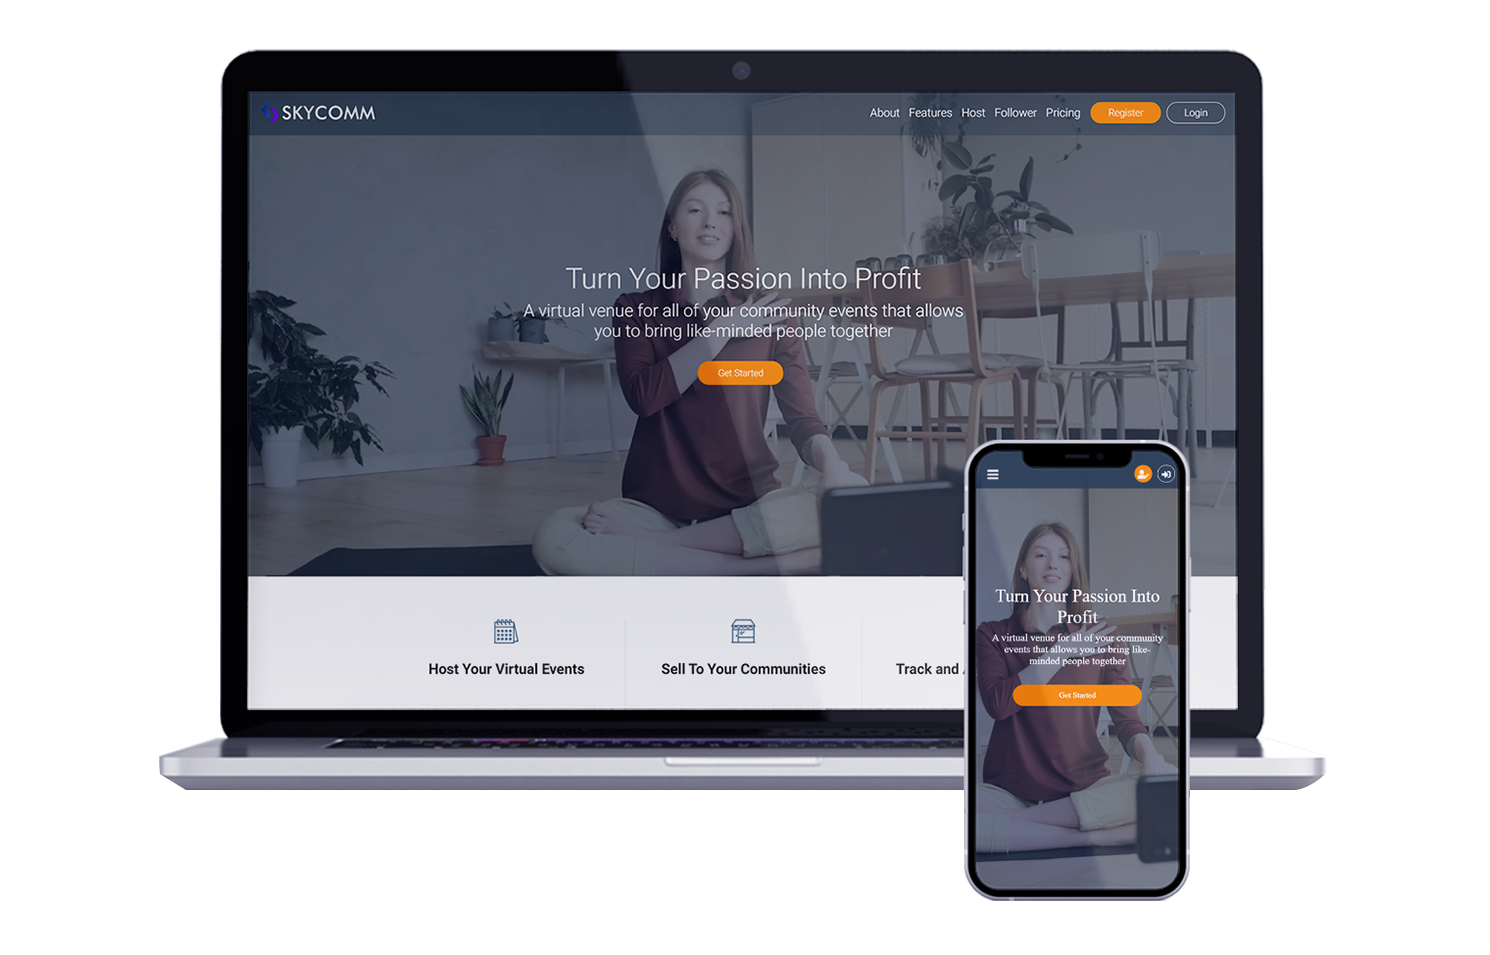 SKYCOMM
About Features Host Follower Pricing Register Login
Turn Your Passion Into Profit
A virtual venue for all of your community events that allows
you to bring like-minded people together
Get Started
Host Your Virtual Events
Sell To Your Communities
Track and
Turn Your Passion Into
Profit
A virtual venue for all of your community
events that allows you to bring like-
minded people together
Get Started